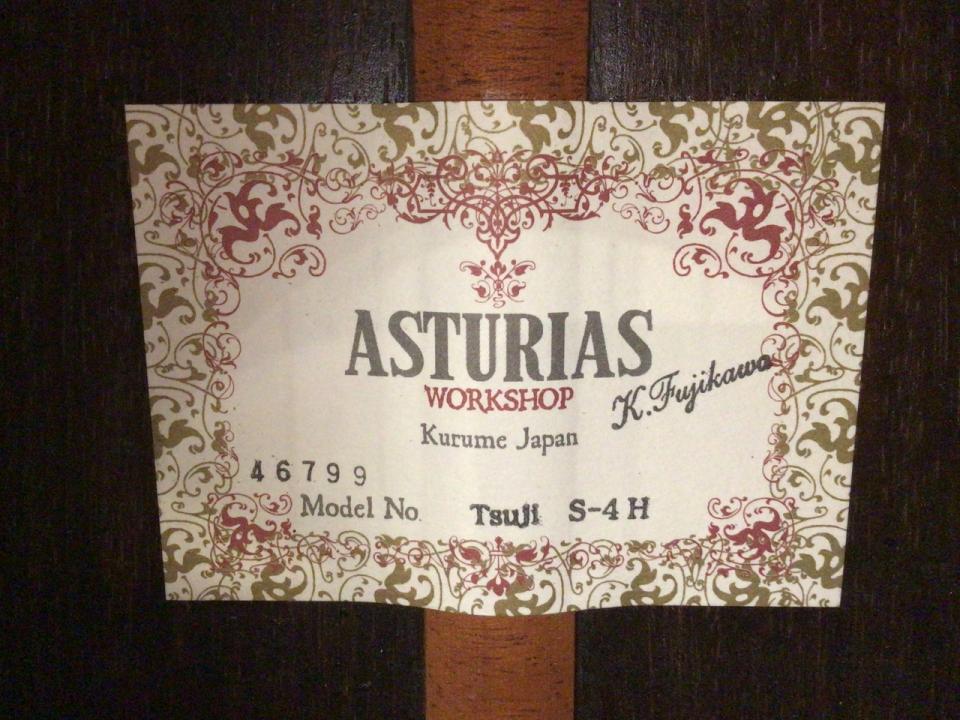 ASTURIAS
WORKSHOP
K. Fujikawa
Kurume Japan
46799
Model No. Tsuji S-4H